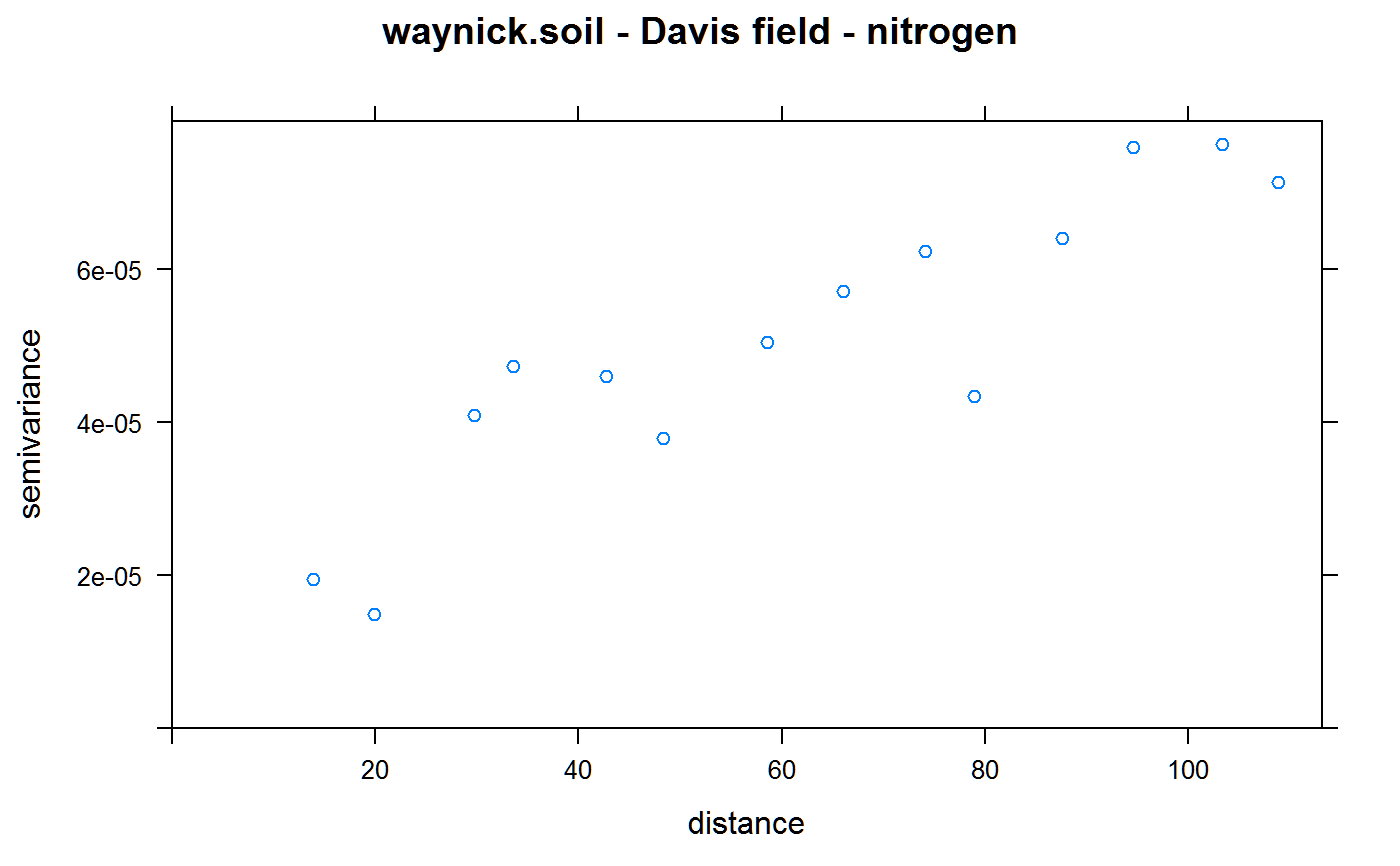 waynick.soil - Davis field - nitrogen
semivariance
6e-05
4e-05
2e-05
20 40 60 80 100
distance